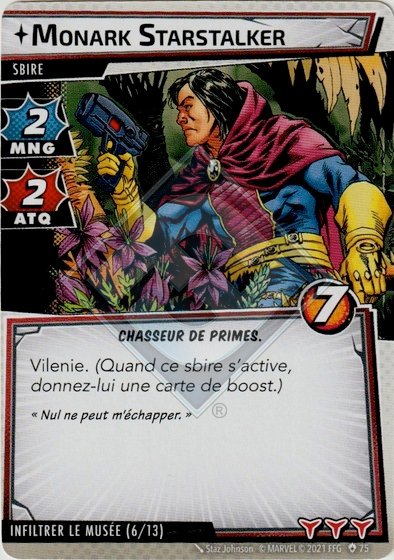 Monark Starstalker
SBIRE
2
MNG
2
ATQ
7
CHASSEUR DE PRIMES.
Vilenie. (Quand ce sbire s'active,
donnez-lui une carte de boost.)
« Nul ne peut m'échapper. »
®
INFILTRER LE MUSÉE (6/13)
Staz Johnson © MARVEL © 2021 FFG 75